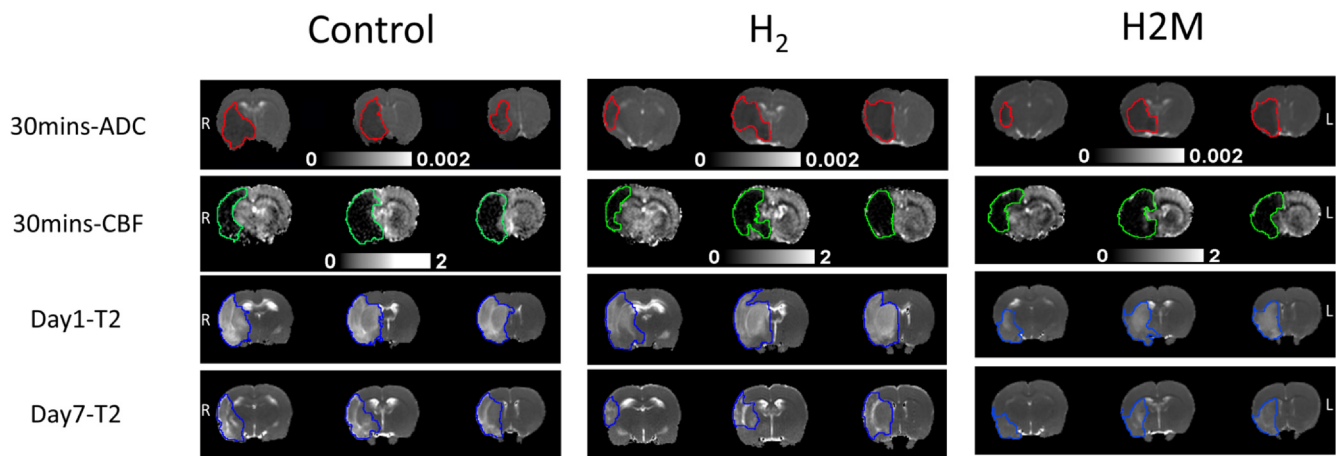 Control H₂ H2M
30mins-ADC R L
0 0.002 0 0.002 0 0.002
30mins-CBF R L
0 2 0 2 0 2
Day1-T2 R L
Day7-T2 R L